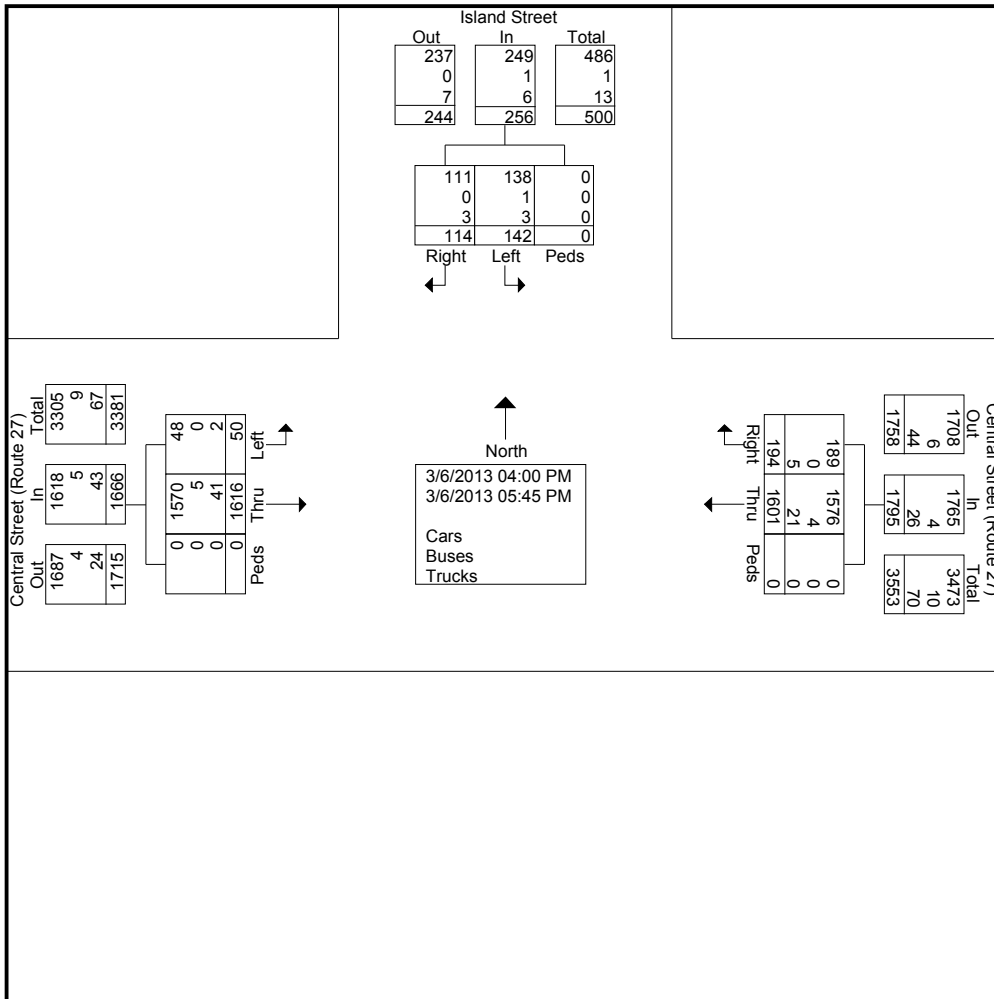 Island Street
Out In Total
237 249 486
0 1 1
7 6 13
244 256 500
111 138 0
0 1 0
3 3 0
114 142 0
Right Left Peds
North
3/6/2013 04:00 PM
3/6/2013 05:45 PM
Cars
Buses
Trucks
Central Street (Route 27)
Out In Total
1687 1618 3305
4 5 9
24 43 67
1715 1666 3381
0 1570 48
0 5 0
0 41 2
0 1616 50
Peds Thru Left
Central Street (Route 27)
Out In Total
1708 1765 3473
6 4 10
44 26 70
1758 1795 3553
189 1576 0
0 4 0
5 21 0
194 1601 0
Right Thru Peds